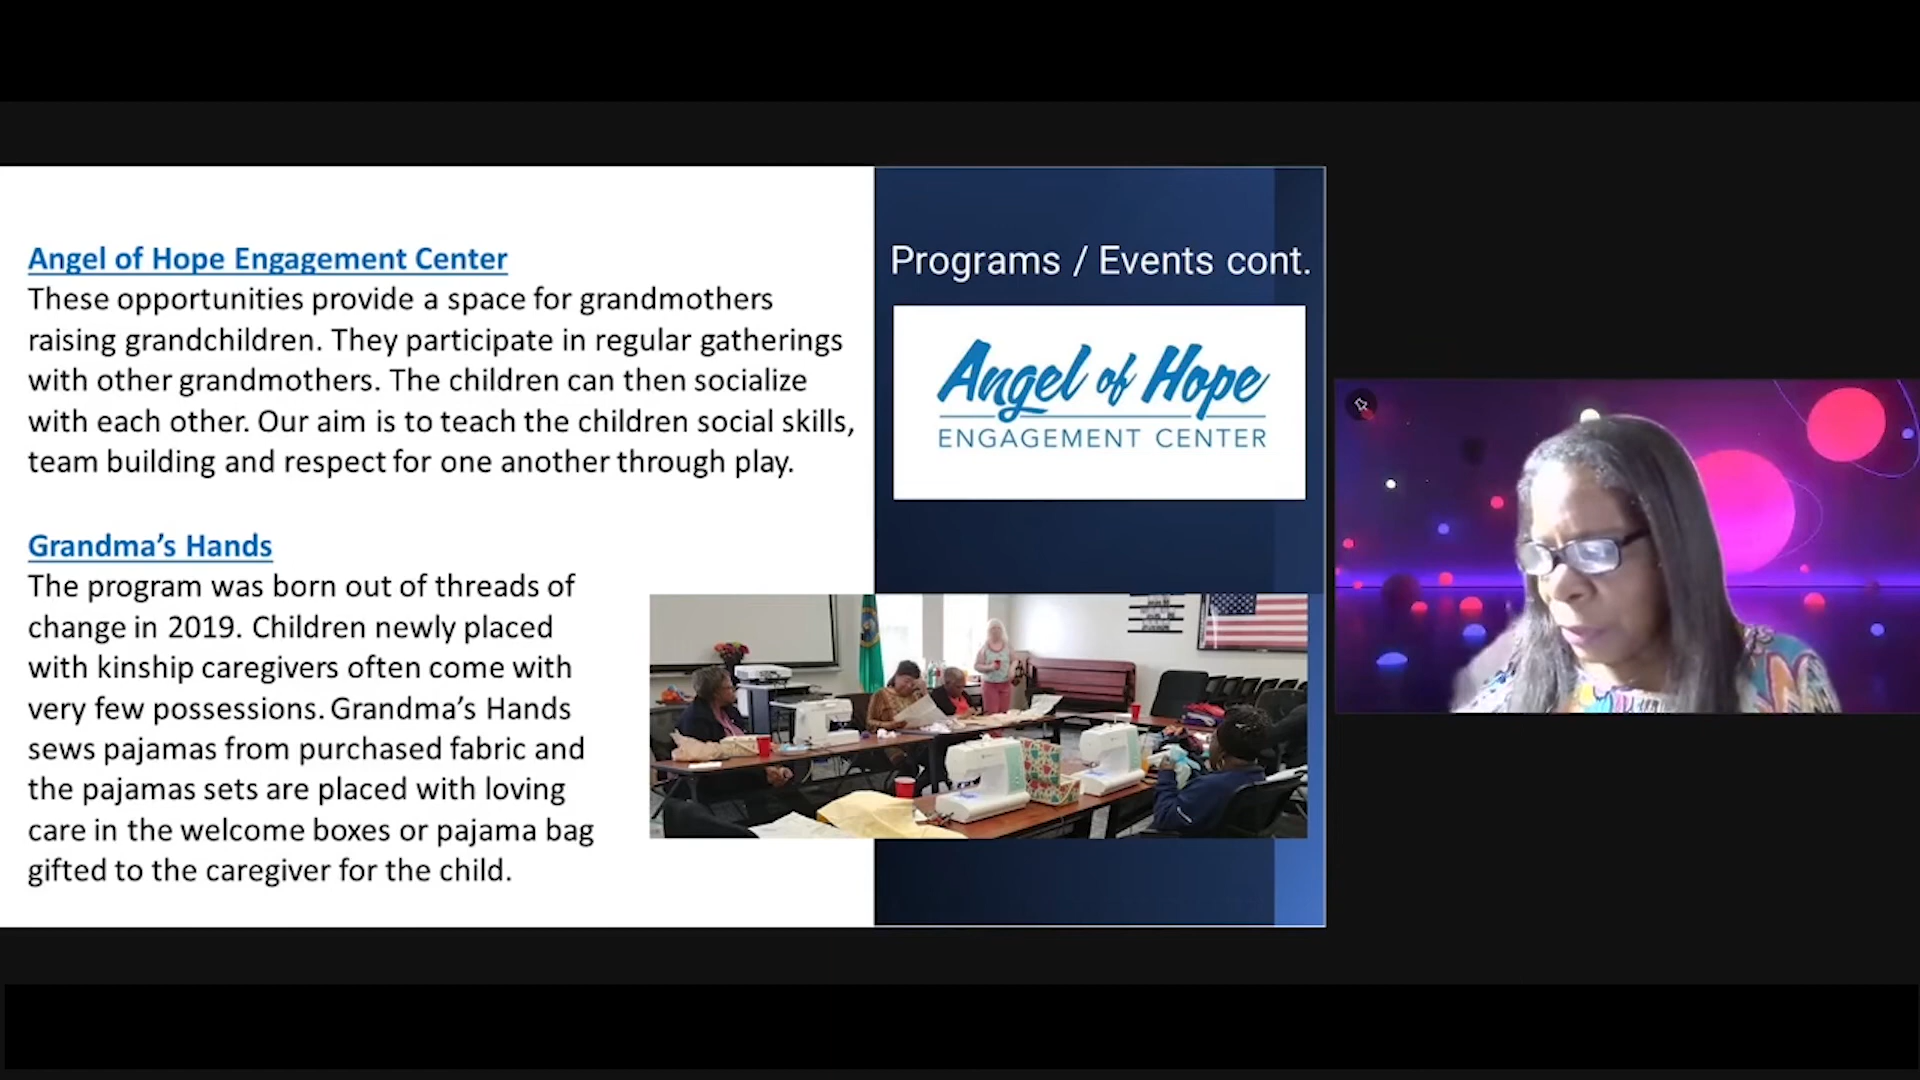 Angel of Hope Engagement Center
These opportunities provide a space for grandmothers
raising grandchildren. They participate in regular gatherings
with other grandmothers. The children can then socialize
with each other. Our aim is to teach the children social skills,
team building and respect for one another through play.
Grandma’s Hands
The program was born out of threads of
change in 2019. Children newly placed
with kinship caregivers often come with
very few possessions. Grandma’s Hands
sews pajamas from purchased fabric and
the pajamas sets are placed with loving
care in the welcome boxes or pajama bag
gifted to the caregiver for the child.
Programs / Events cont.
Angel of Hope
ENGAGEMENT CENTER